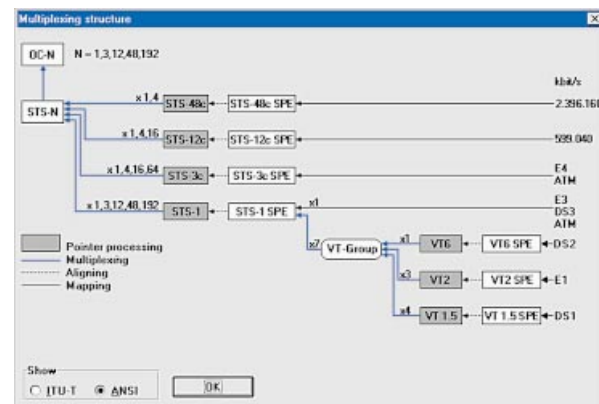 Multiplexing structure
OC-N N = 1,3,12,48,192
kbit/s
STS-N x 1,4 STS-48c STS-48c SPE 2.396.160
x 1,4,16 STS-12c STS-12c SPE 599.040
x 1,4,16,64 STS-3c STS-3c SPE E4
ATM
x 1,3,12,48,192 STS-1 STS-1 SPE x1 E3
DS3
ATM
x7 VT-Group x1 VT6 VT6 SPE DS2
x3 VT2 VT2 SPE E1
x4 VT 1.5 VT 1.5 SPE DS1
Pointer processing
Multiplexing
Aligning
Mapping
Show
ITU-T ANSI
OK